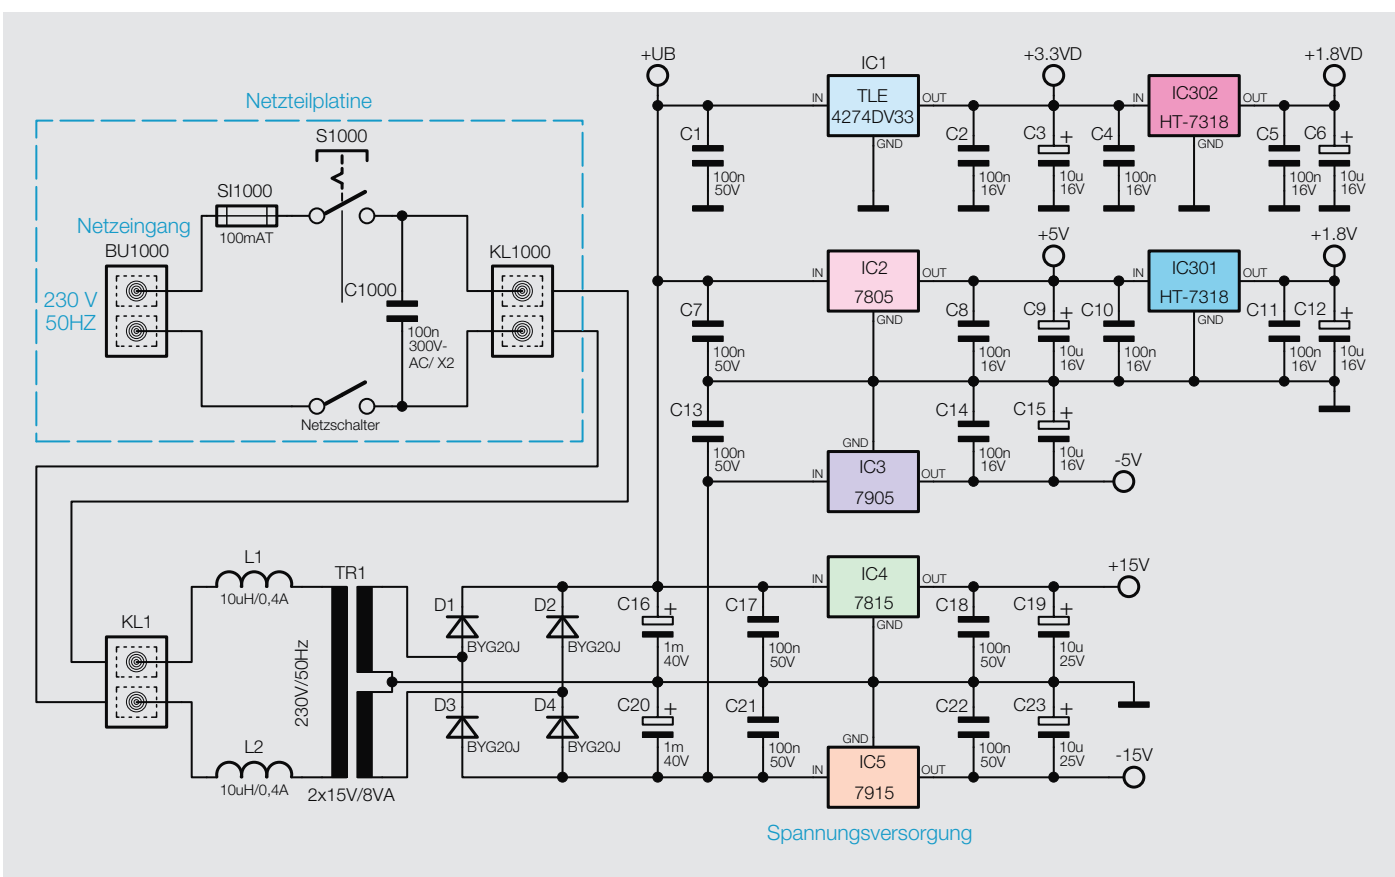 Netzteilplatine
S1000
SI1000
100mAT
Netzeingang
BU1000
230 V
50HZ
C1000
100n
300V-
AC/ X2
KL1000
Netzschalter
+UB
IC1
IN
TLE
4274DV33
OUT
GND
+3.3VD
IN
IC302
HT-7318
OUT
GND
+1.8VD
C1
100n
50V
C2
100n
16V
C3
+
10u
16V
C4
100n
16V
C5
100n
16V
C6
+
10u
16V
IN
IC2
7805
OUT
GND
+5V
IN
IC301
HT-7318
OUT
GND
+1.8V
C7
100n
50V
C8
100n
16V
C9
+
10u
16V
C10
100n
16V
C11
100n
16V
C12
+
10u
16V
C13
100n
50V
C14
100n
16V
C15
+
10u
16V
GND
IN
IC3
7905
OUT
-5V
KL1
L1
10uH/0,4A
L2
10uH/0,4A
TR1
230V/50Hz
2x15V/8VA
D1
BYG20J
D2
BYG20J
D3
BYG20J
D4
BYG20J
C16
+
1m
40V
C17
100n
50V
IN
IC4
7815
OUT
GND
C18
100n
50V
C19
+
10u
25V
+15V
C20
+
1m
40V
C21
100n
50V
GND
IN
IC5
7915
OUT
C22
100n
50V
C23
+
10u
25V
-15V
Spannungsversorgung